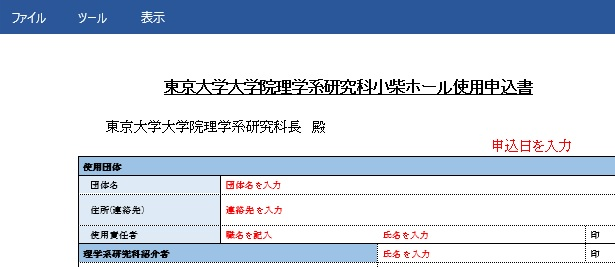 ファイル ツール 表示
東京大学大学院理学系研究科小柴ホール使用申込書
東京大学大学院理学系研究科長 殿
申込日を入力
使用団体
団体名 団体名を入力
住所(連絡先) 連絡先を入力
使用責任者 職名を記入 氏名を入力 印
理学系研究科紹介者 氏名を入力 印